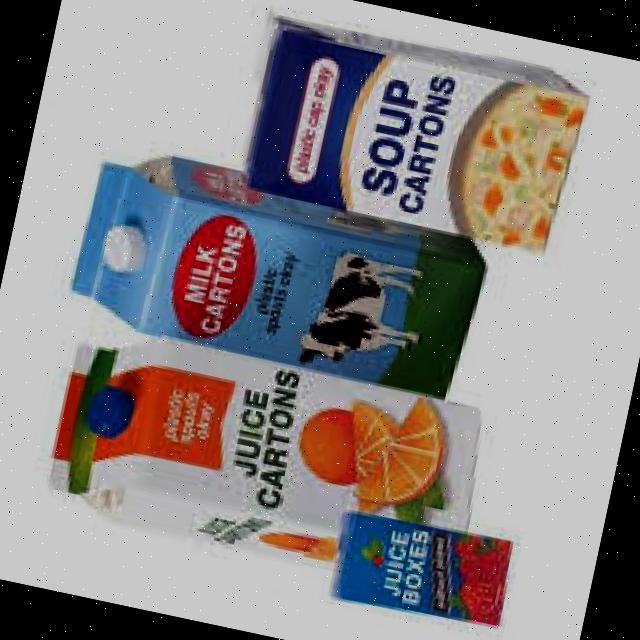 plastic cap okay
SOUP
CARTONS
MILK
CARTONS
plastic
spouts okay
plastic
spouts
okay
JUICE
CARTONS
JUICE
BOXES